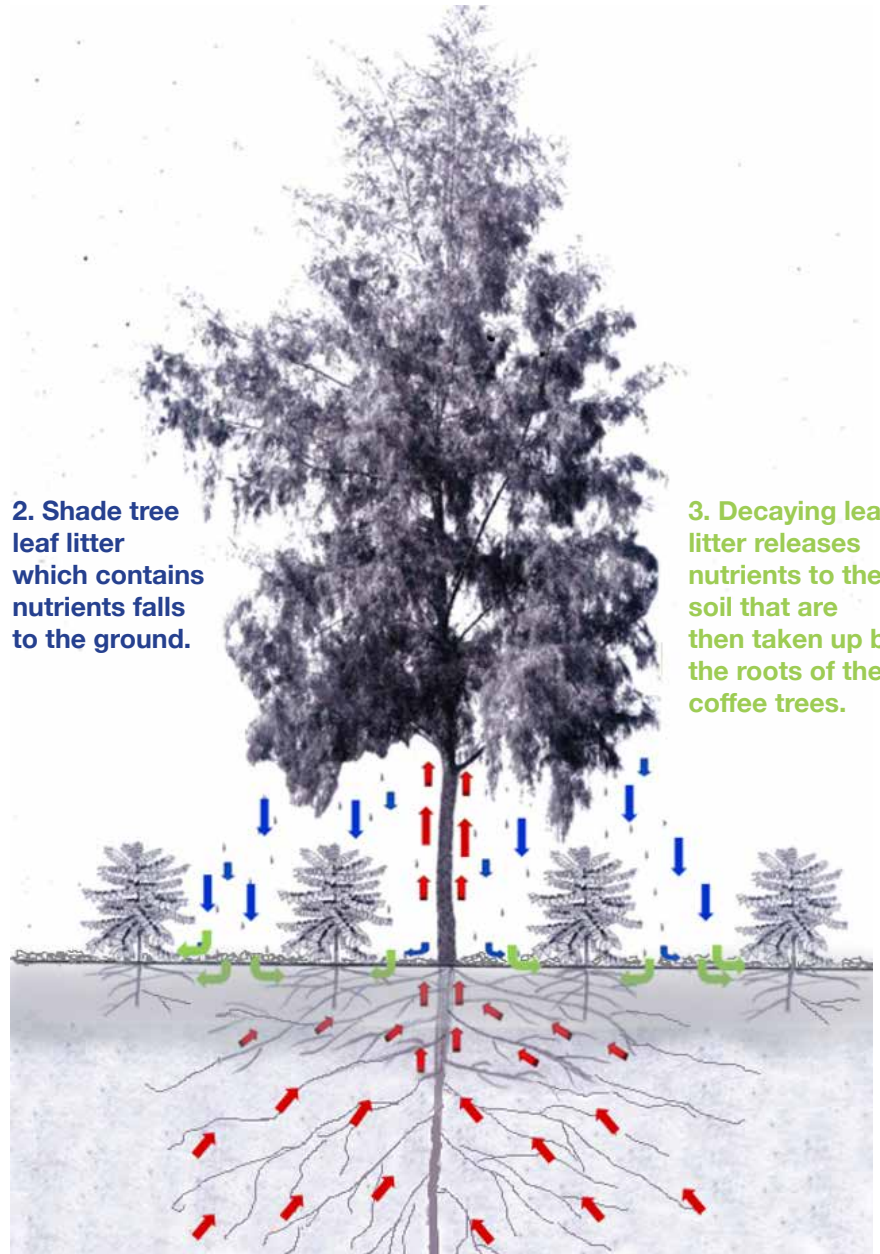 2. Shade tree
leaf litter
which contains
nutrients falls
to the ground.
3. Decaying lea
litter releases
nutrients to the
soil that are
then taken up b
the roots of the
coffee trees.